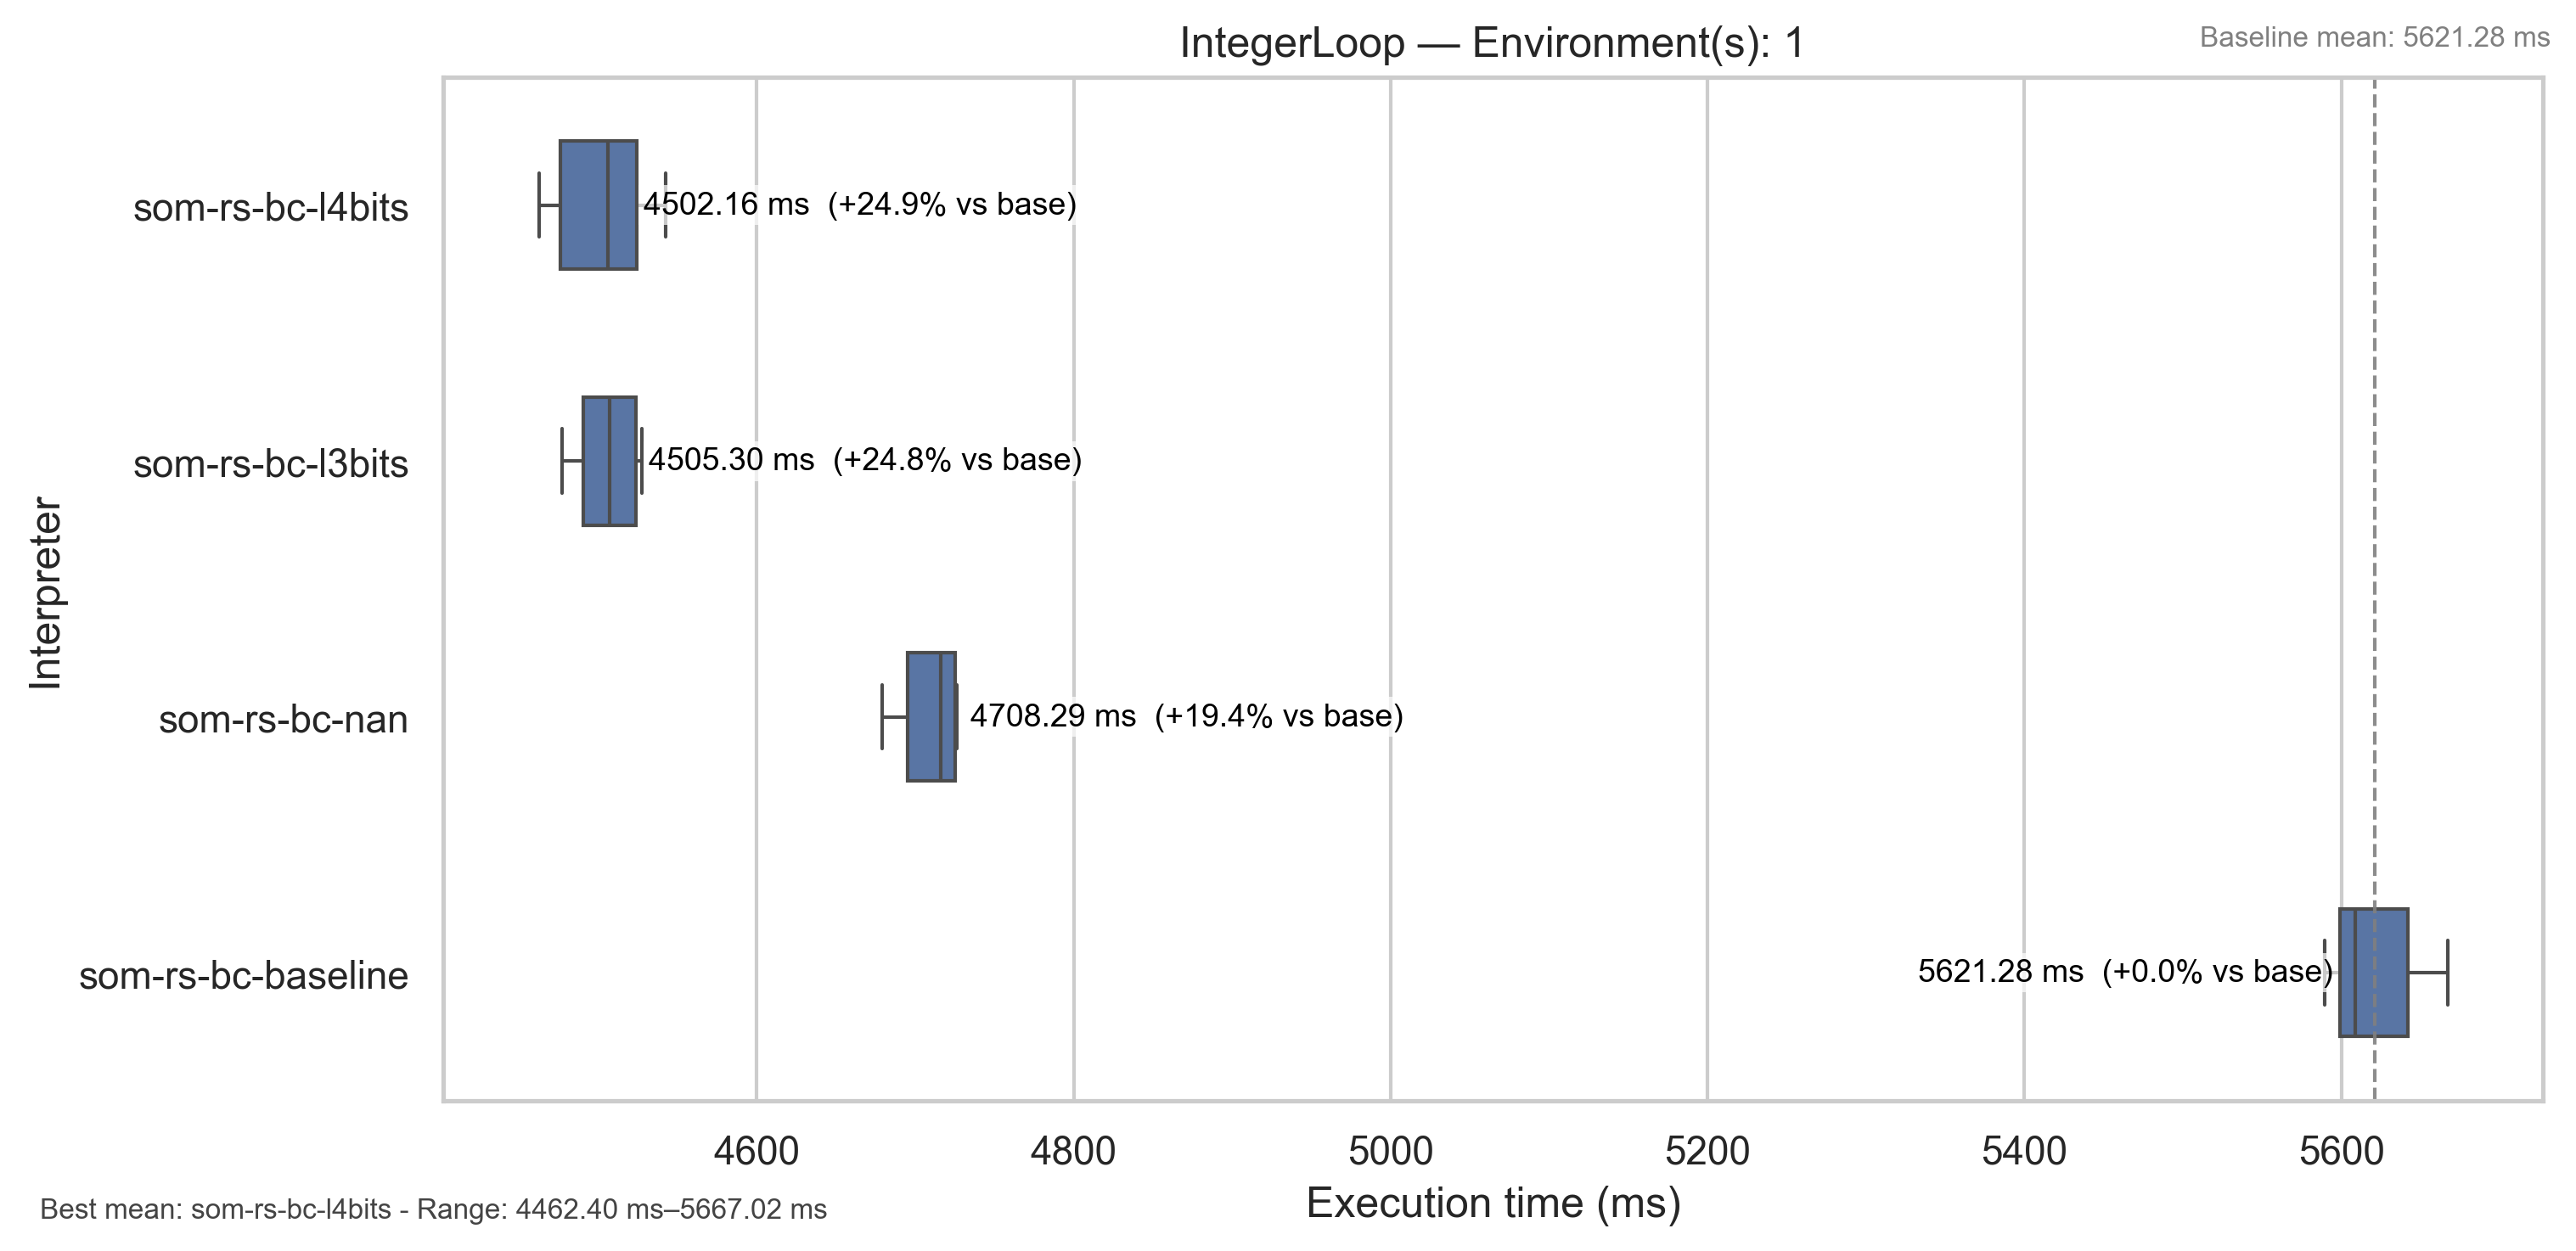 IntegerLoop — Environment(s): 1
Baseline mean: 5621.28 ms
Interpreter
som-rs-bc-l4bits
4502.16 ms  (+24.9% vs base)
som-rs-bc-l3bits
4505.30 ms  (+24.8% vs base)
som-rs-bc-nan
4708.29 ms  (+19.4% vs base)
som-rs-bc-baseline
5621.28 ms  (+0.0% vs base)
4600 4800 5000 5200 5400 5600
Execution time (ms)
Best mean: som-rs-bc-l4bits - Range: 4462.40 ms–5667.02 ms